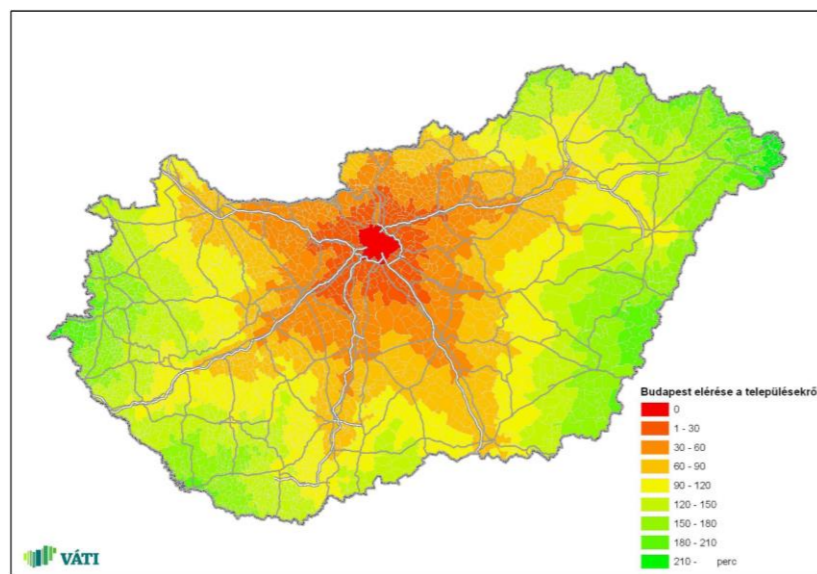 Budapest elérése a településekrő
0
1 - 30
30 - 60
60 - 90
90 - 120
120 - 150
150 - 180
180 - 210
210 - perc
VÁTI